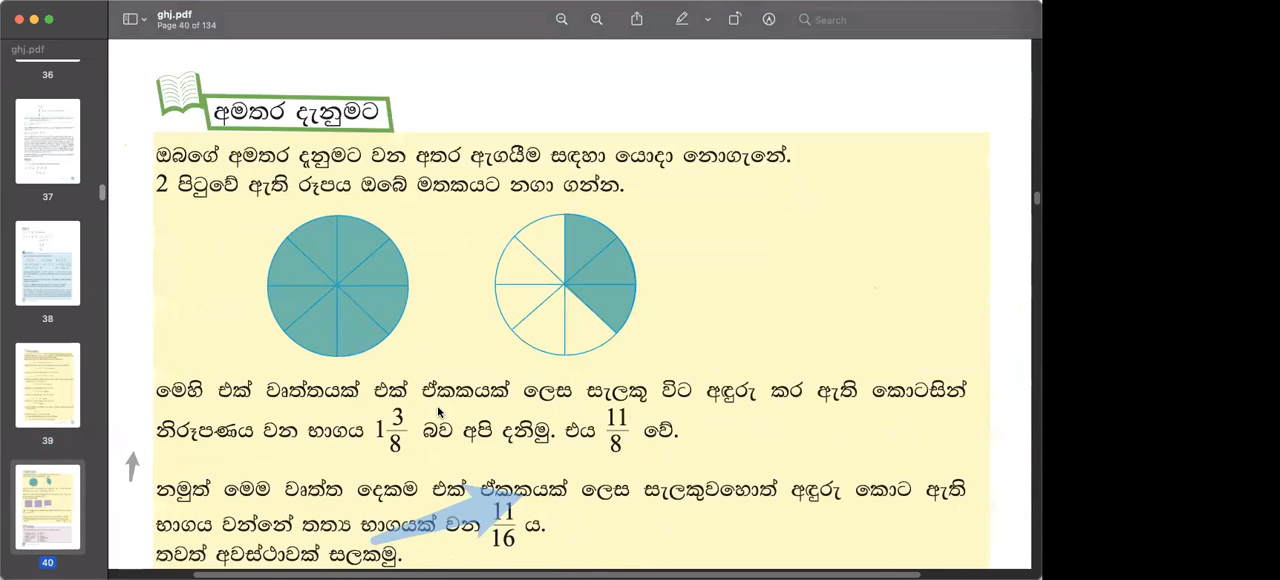 ghj.pdf
Page 40 of 134
Search
ghj.pdf
36
37
38
39
40
අමතර දැනුමට
ඔබගේ අමතර දැනුමට වන අතර ඇගයීම සඳහා යොදා නොගැනේ.
2 පිටුවේ ඇති රූපය ඔබේ මතකයට නගා ගන්න.
මෙහි එක් වෘත්තයක් එක් ඒකකයක් ලෙස සැලකූ විට අඳුරු කර ඇති කොටසින්
නිරූපණය වන භාගය 1 3/8 බව අපි දනිමු. එය 11/8 වේ.
නමුත් මෙම වෘත්ත දෙකම එක් ඒකකයක් ලෙස සැලකුවහොත් අඳුරු කොට ඇති
භාගය වන්නේ තත්‍ය භාගයක් වන 11/16 ය.
තවත් අවස්ථාවක් සලකමු.